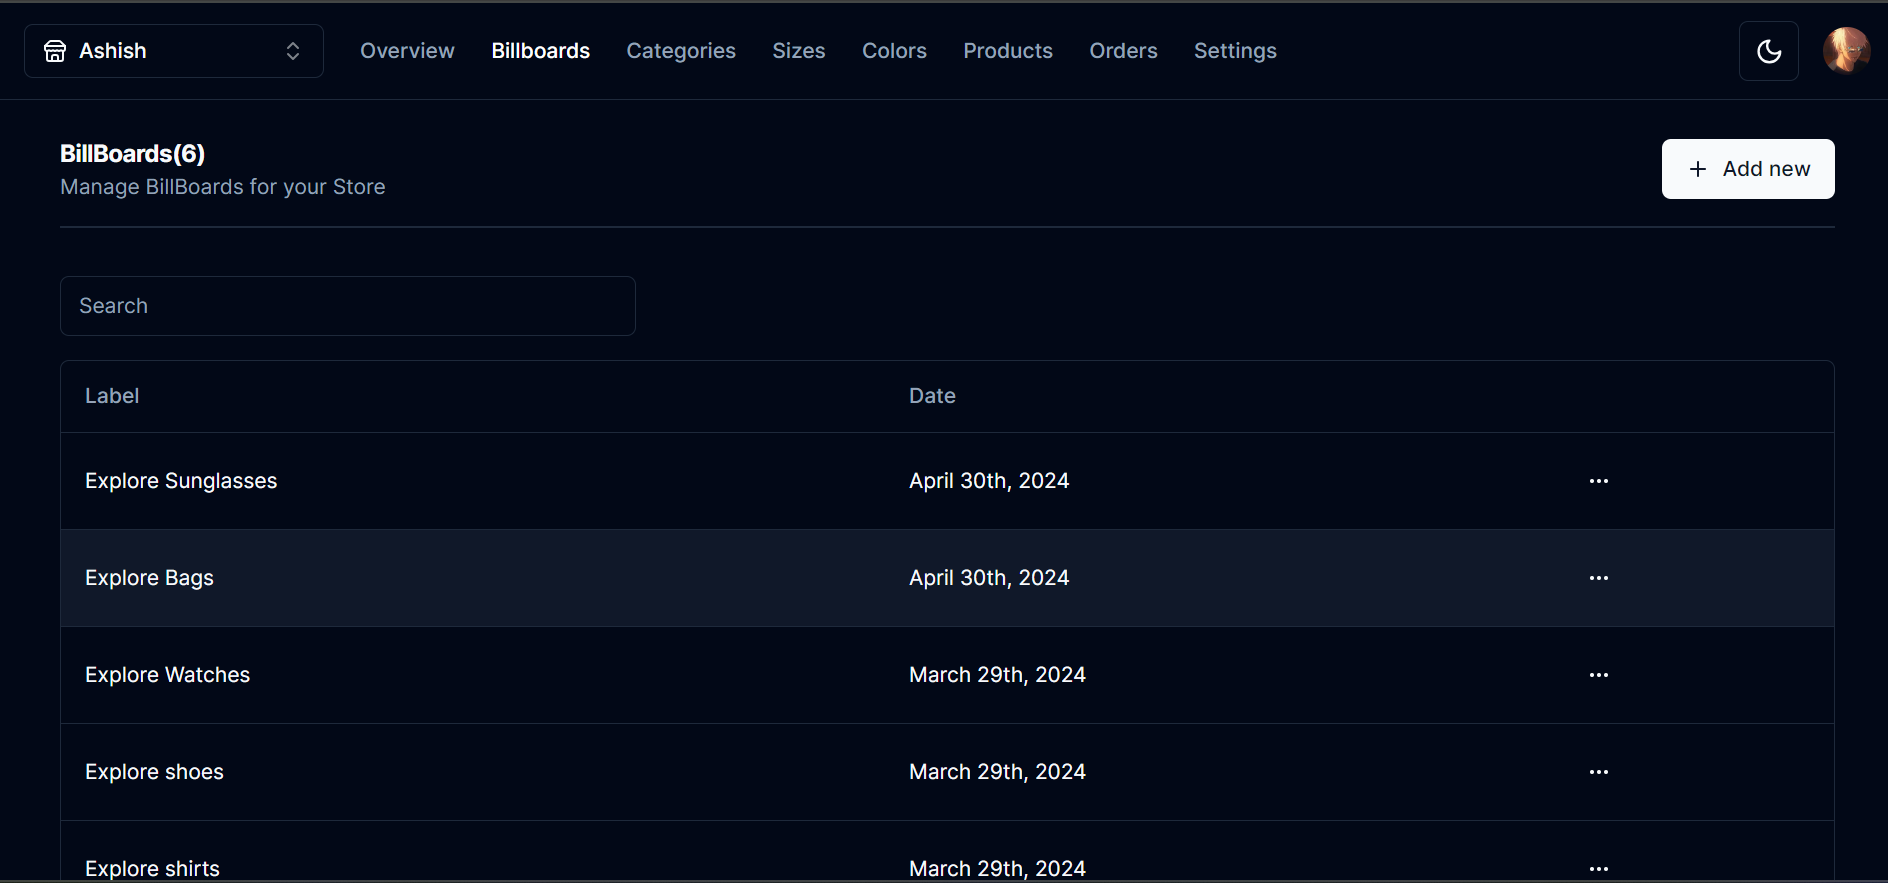 Ashish Overview Billboards Categories Sizes Colors Products Orders Settings
BillBoards(6)
Manage BillBoards for your Store
+ Add new
Search
Label Date
Explore Sunglasses April 30th, 2024 ...
Explore Bags April 30th, 2024 ...
Explore Watches March 29th, 2024 ...
Explore shoes March 29th, 2024 ...
Explore shirts March 29th, 2024 ...